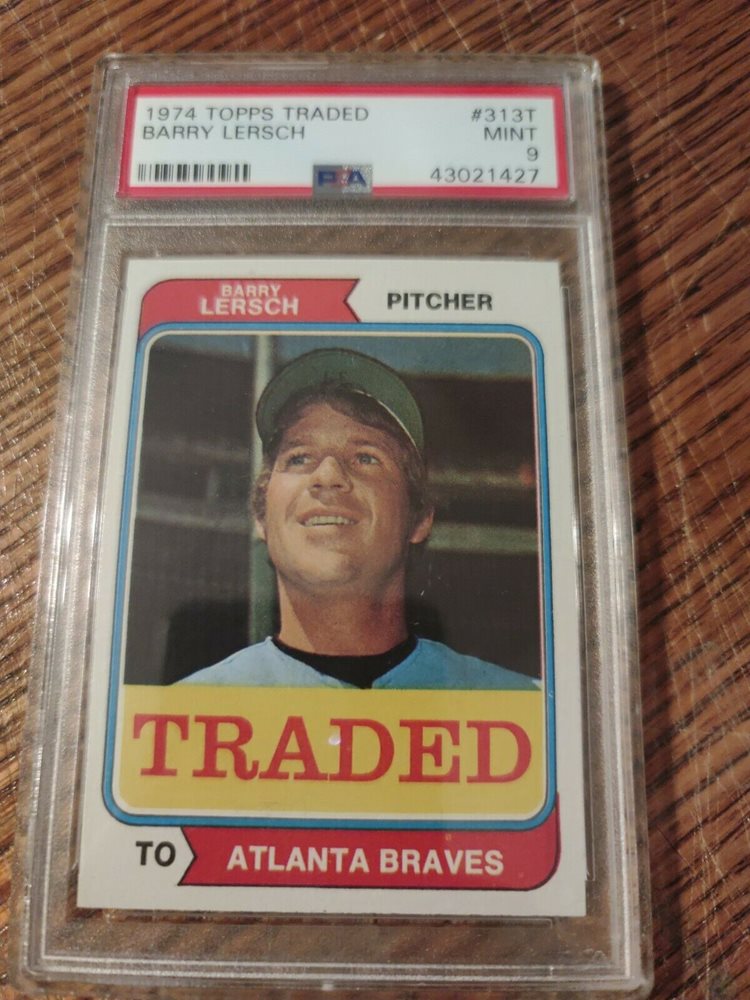 1974 TOPPS TRADED #313T
BARRY LERSCH MINT
9
PSA 43021427
BARRY
LERSCH
PITCHER
TRADED
TO ATLANTA BRAVES